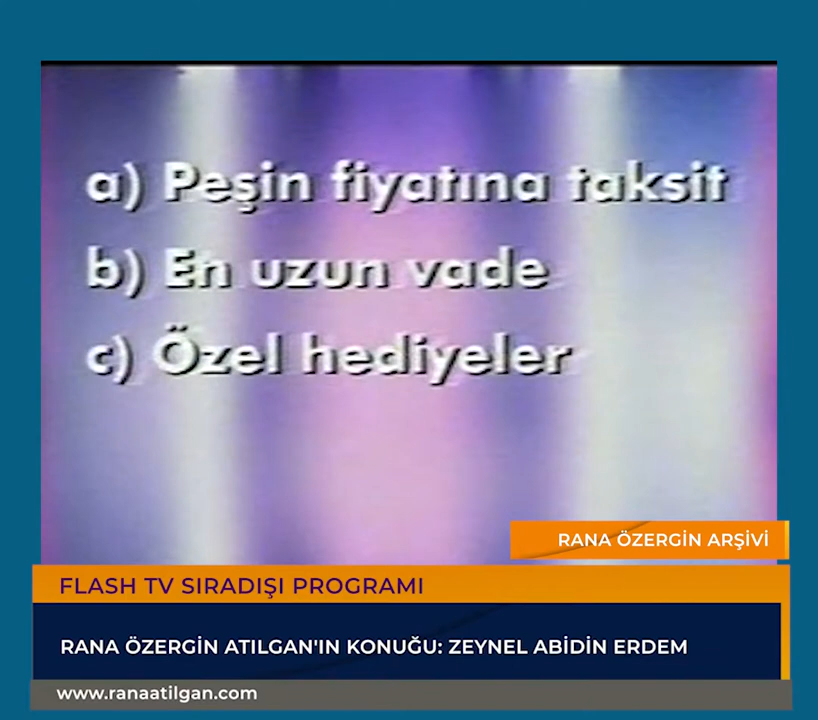 a) Peşin fiyatına taksit
b) En uzun vade
c) Özel hediyeler
RANA ÖZERGİN ARŞİVİ
FLASH TV SIRADIŞI PROGRAMI
RANA ÖZERGİN ATILGAN'IN KONUĞU: ZEYNEL ABİDİN ERDEM
www.ranaatilgan.com